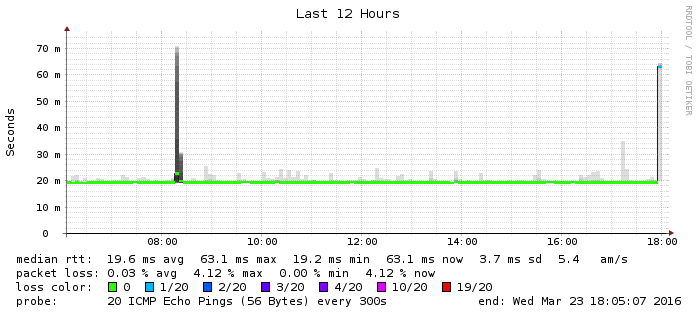 Last 12 Hours
RRDTOOL / TOBI OETIKER
Seconds
70 m
60 m
50 m
40 m
30 m
20 m
10 m
0
08:00 10:00 12:00 14:00 16:00 18:00
median rtt: 19.6 ms avg 63.1 ms max 19.2 ms min 63.1 ms now 3.7 ms sd 5.4 am/s
packet loss: 0.03 % avg 4.12 % max 0.00 % min 4.12 % now
loss color: 0 1/20 2/20 3/20 4/20 10/20 19/20
probe: 20 ICMP Echo Pings (56 Bytes) every 300s end: Wed Mar 23 18:05:07 2016